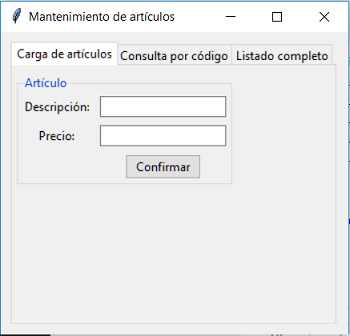 Mantenimiento de artículos
Carga de artículos Consulta por código Listado completo
Artículo
Descripción:
Precio:
Confirmar